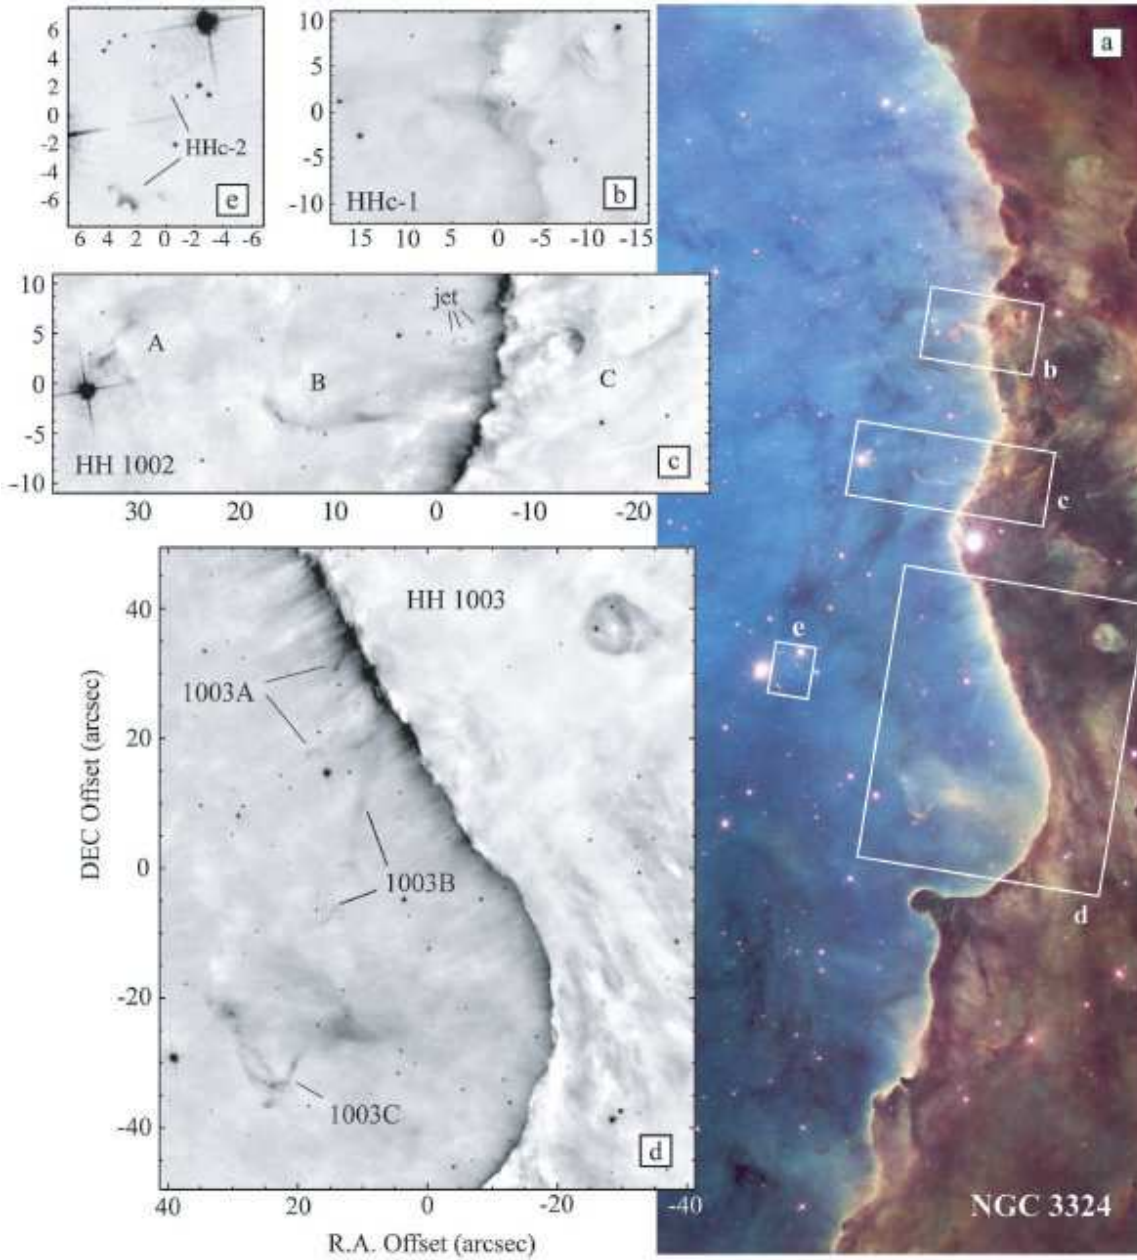 6
4
2
0
-2
-4
-6
HHc-2
e
6 4 2 0 -2 -4 -6
10
5
0
-5
-10
HHc-1
b
15 10 5 0 -5 -10 -15
a
b
c
e
d
NGC 3324
10
5
0
-5
-10
A
B
jet
C
HH 1002
c
30 20 10 0 -10 -20
DEC Offset (arcsec)
40
20
0
-20
-40
HH 1003
1003A
1003B
1003C
d
40 20 0 -20 -40
R.A. Offset (arcsec)